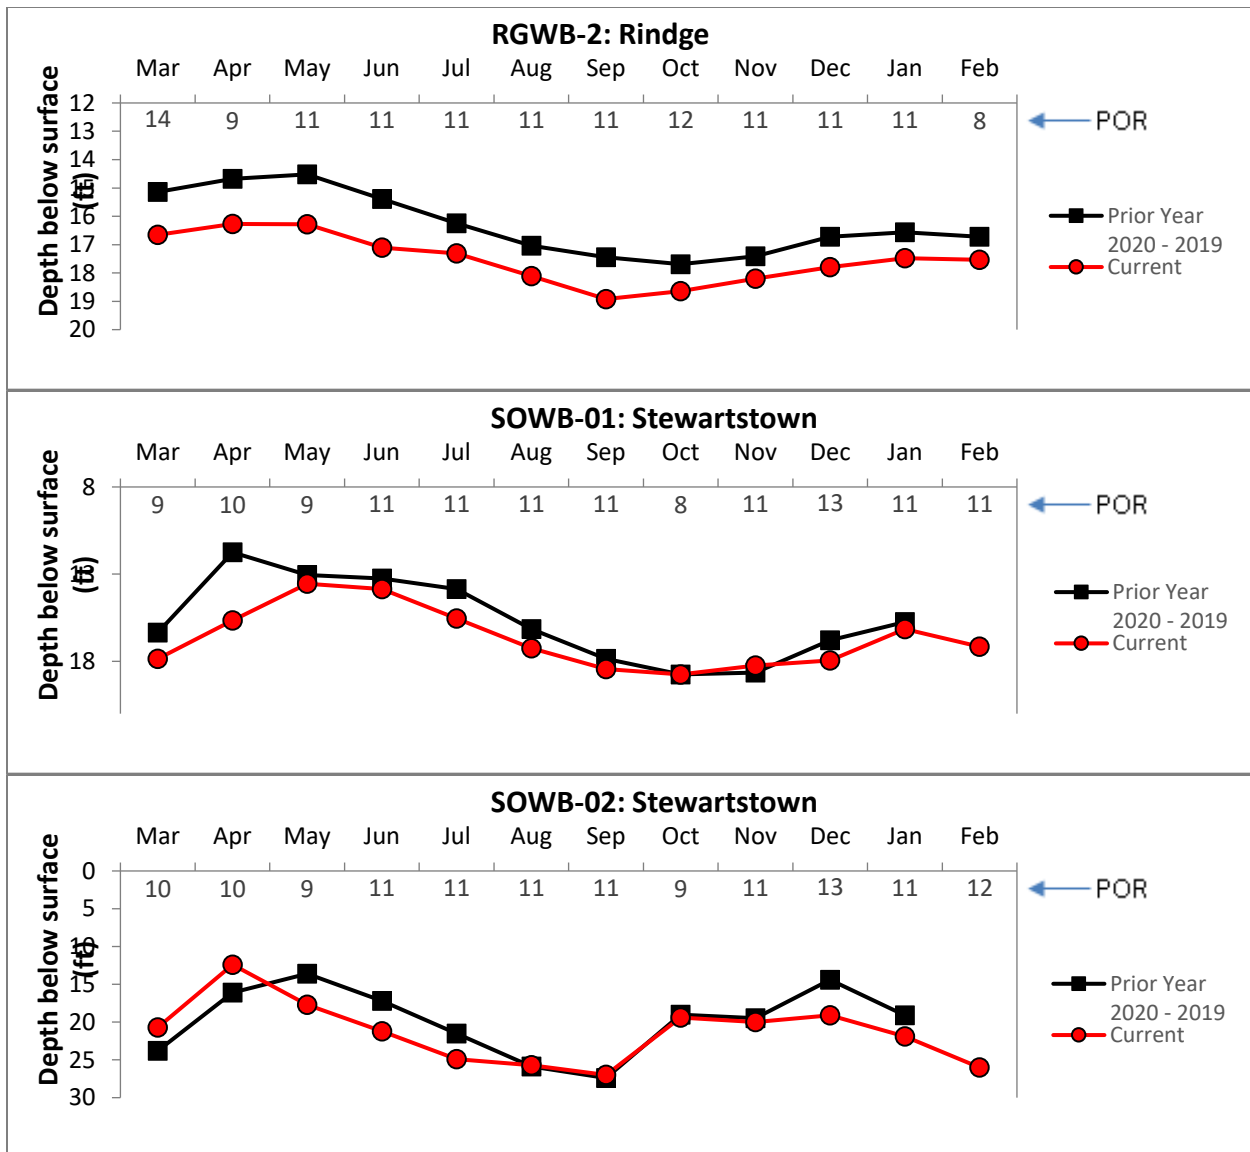 RGWB-2: Rindge
Mar Apr May Jun Jul Aug Sep Oct Nov Dec Jan Feb
Depth below surface
(ft)
12
13
14
15
16
17
18
19
20
14 9 11 11 11 11 11 12 11 11 11 8
POR
Prior Year
2020 - 2019
Current
SOWB-01: Stewartstown
Mar Apr May Jun Jul Aug Sep Oct Nov Dec Jan Feb
Depth below surface
(ft)
8
13
18
9 10 9 11 11 11 11 8 11 13 11 11
POR
Prior Year
2020 - 2019
Current
SOWB-02: Stewartstown
Mar Apr May Jun Jul Aug Sep Oct Nov Dec Jan Feb
Depth below surface
(ft)
0
5
10
15
20
25
30
10 10 9 11 11 11 11 9 11 13 11 12
POR
Prior Year
2020 - 2019
Current